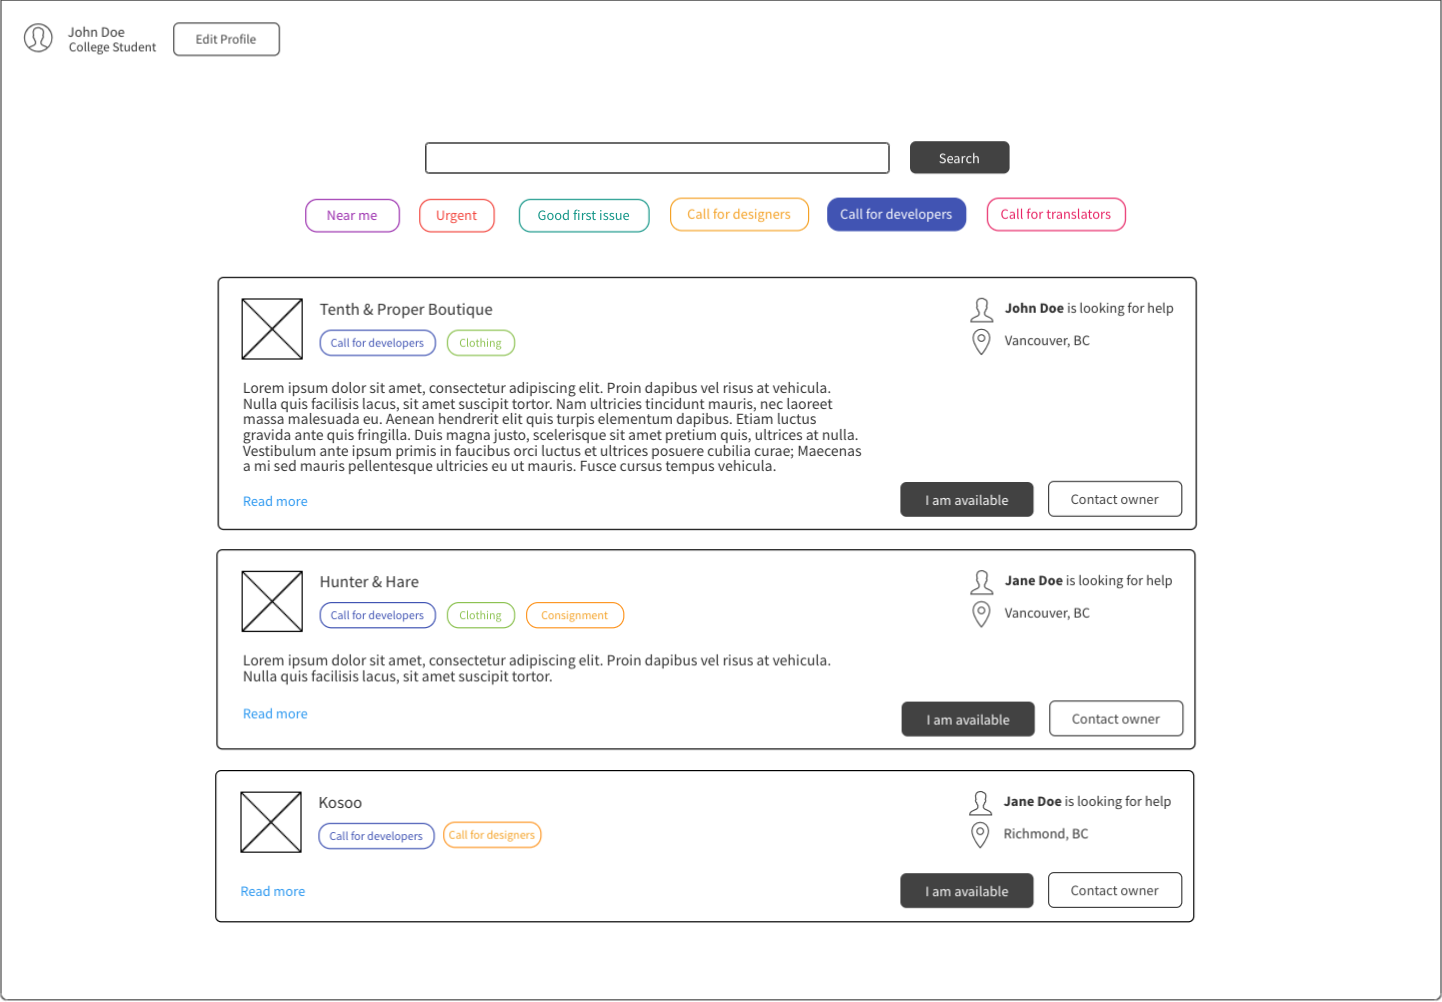 John Doe
College Student
Edit Profile
Search
Near me
Urgent
Good first issue
Call for designers
Call for developers
Call for translators
Tenth & Proper Boutique
Call for developers
Clothing
John Doe is looking for help
Vancouver, BC
Lorem ipsum dolor sit amet, consectetur adipiscing elit. Proin dapibus vel risus at vehicula.
Nulla quis facilisis lacus, sit amet suscipit tortor. Nam ultricies tincidunt mauris, nec laoreet
massa malesuada eu. Aenean hendrerit elit quis turpis elementum dapibus. Etiam luctus
gravida ante quis fringilla. Duis magna justo, scelerisque sit amet pretium quis, ultrices at nulla.
Vestibulum ante ipsum primis in faucibus orci luctus et ultrices posuere cubilia curae; Maecenas
a mi sed mauris pellentesque ultricies eu ut mauris. Fusce cursus tempus vehicula.
Read more
I am available
Contact owner
Hunter & Hare
Call for developers
Clothing
Consignment
Jane Doe is looking for help
Vancouver, BC
Lorem ipsum dolor sit amet, consectetur adipiscing elit. Proin dapibus vel risus at vehicula.
Nulla quis facilisis lacus, sit amet suscipit tortor.
Read more
I am available
Contact owner
Kosoo
Call for developers
Call for designers
Jane Doe is looking for help
Richmond, BC
Read more
I am available
Contact owner